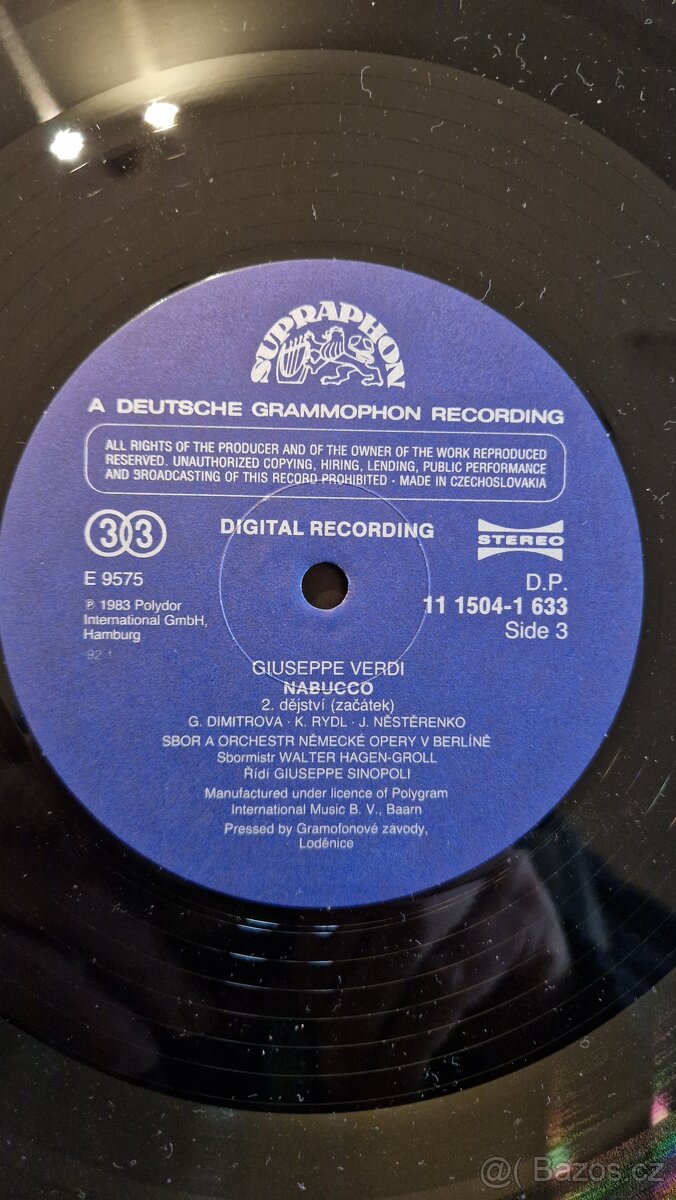 SUPRAPHON
A DEUTSCHE GRAMMOPHON RECORDING
ALL RIGHTS OF THE PRODUCER AND OF THE OWNER OF THE WORK REPRODUCED
RESERVED. UNAUTHORIZED COPYING, HIRING, LENDING, PUBLIC PERFORMANCE
AND BROADCASTING OF THIS RECORD PROHIBITED · MADE IN CZECHOSLOVAKIA
33
DIGITAL RECORDING
STEREO
E 9575
D.P.
11 1504-1 633
Side 3
℗ 1983 Polydor
International GmbH,
Hamburg
92 1
GIUSEPPE VERDI
NABUCCO
2. dějství (začátek)
G. DIMITROVA · K. RYDL · J. NĚSTĚRENKO
SBOR A ORCHESTR NĚMECKÉ OPERY V BERLÍNĚ
Sbormistr WALTER HAGEN-GROLL
Řídí GIUSEPPE SINOPOLI
Manufactured under licence of Polygram
International Music B. V., Baarn
Pressed by Gramofonové závody,
Loděnice
@( Bazos.cz